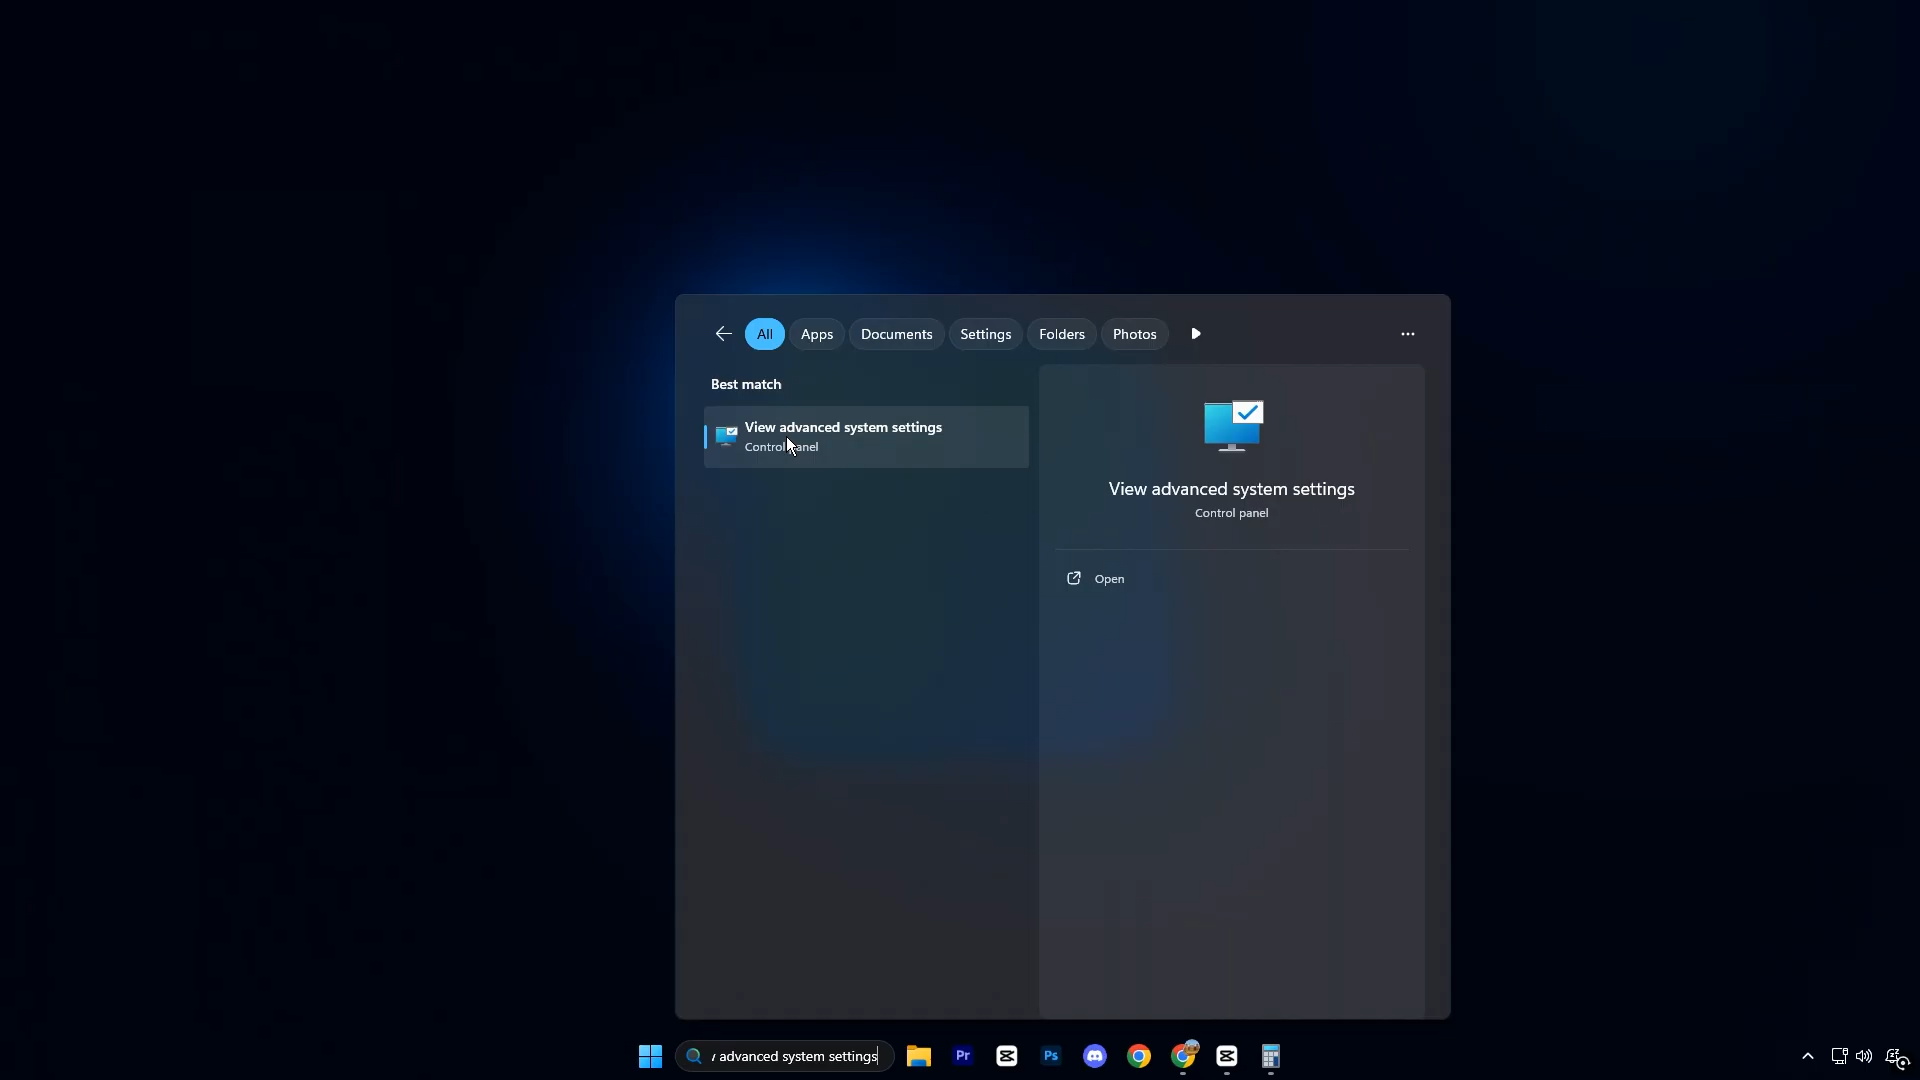 All
Apps
Documents
Settings
Folders
Photos
Best match
View advanced system settings
Control panel
View advanced system settings
Control panel
Open
advanced system settings
Pr
Ps